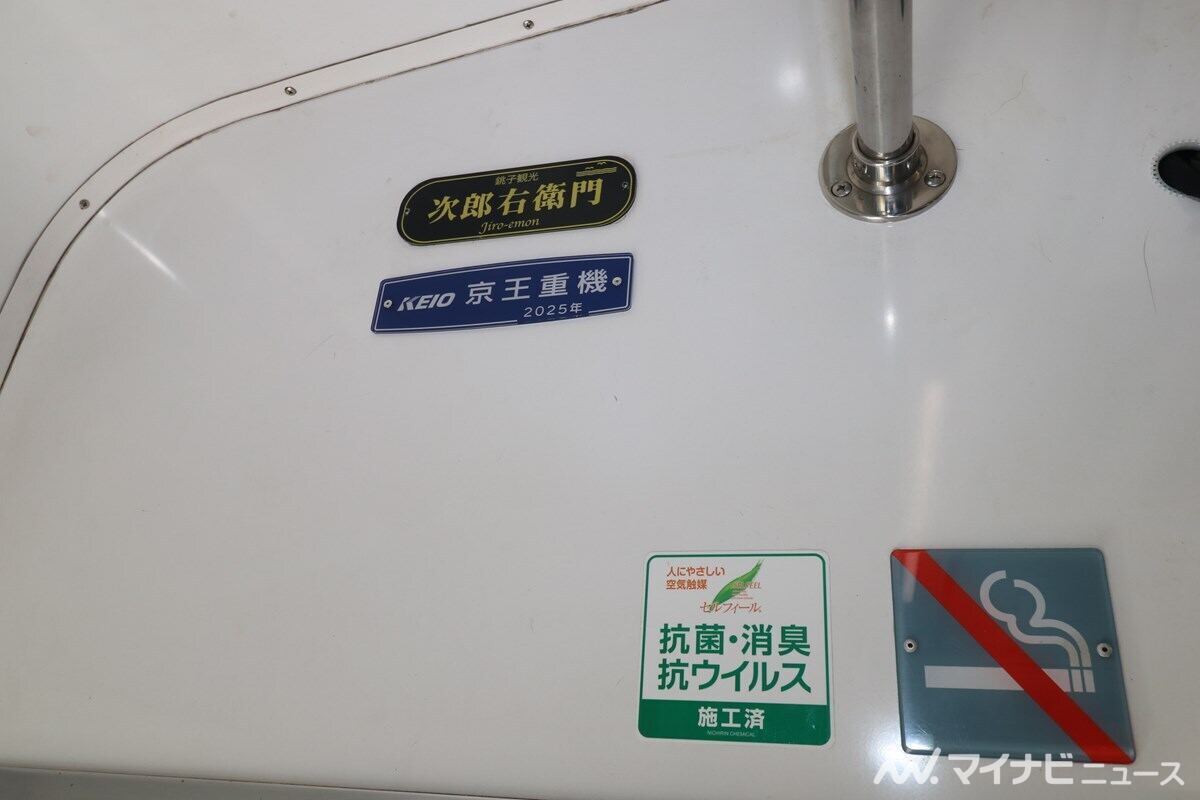 銚子観光
次郎右衛門
Jiro-emon
KEIO 京王重機
2025年
人にやさしい
空気触媒
セルフィール
抗菌・消臭
抗ウイルス
施工済
NICHIRIN CHEMICAL
マイナビニュース